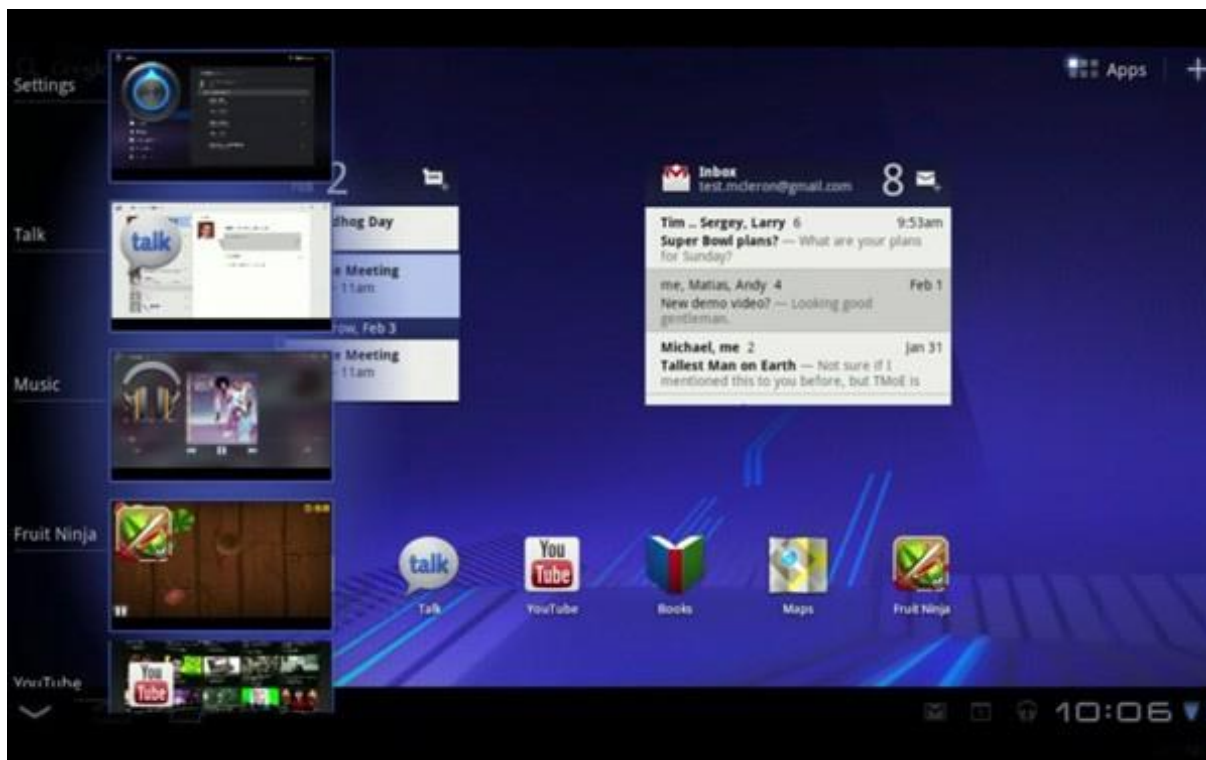 Settings
Talk
talk
Music
Fruit Ninja
YouTube
You
Tube
Apps
2
dhog Day
e Meeting
11am
row, Feb 3
e Meeting
11am
Inbox
test.mcleron@gmail.com
8
Tim .. Sergey, Larry 6 9:53am
Super Bowl plans? — What are your plans
for Sunday?
me, Matias, Andy 4 Feb 1
New demo video? — Looking good
gentleman.
Michael, me 2 Jan 31
Tallest Man on Earth — Not sure if I
mentioned this to you before, but TMoE is
talk
Talk
You
Tube
YouTube
Books
Maps
Fruit Ninja
10:06